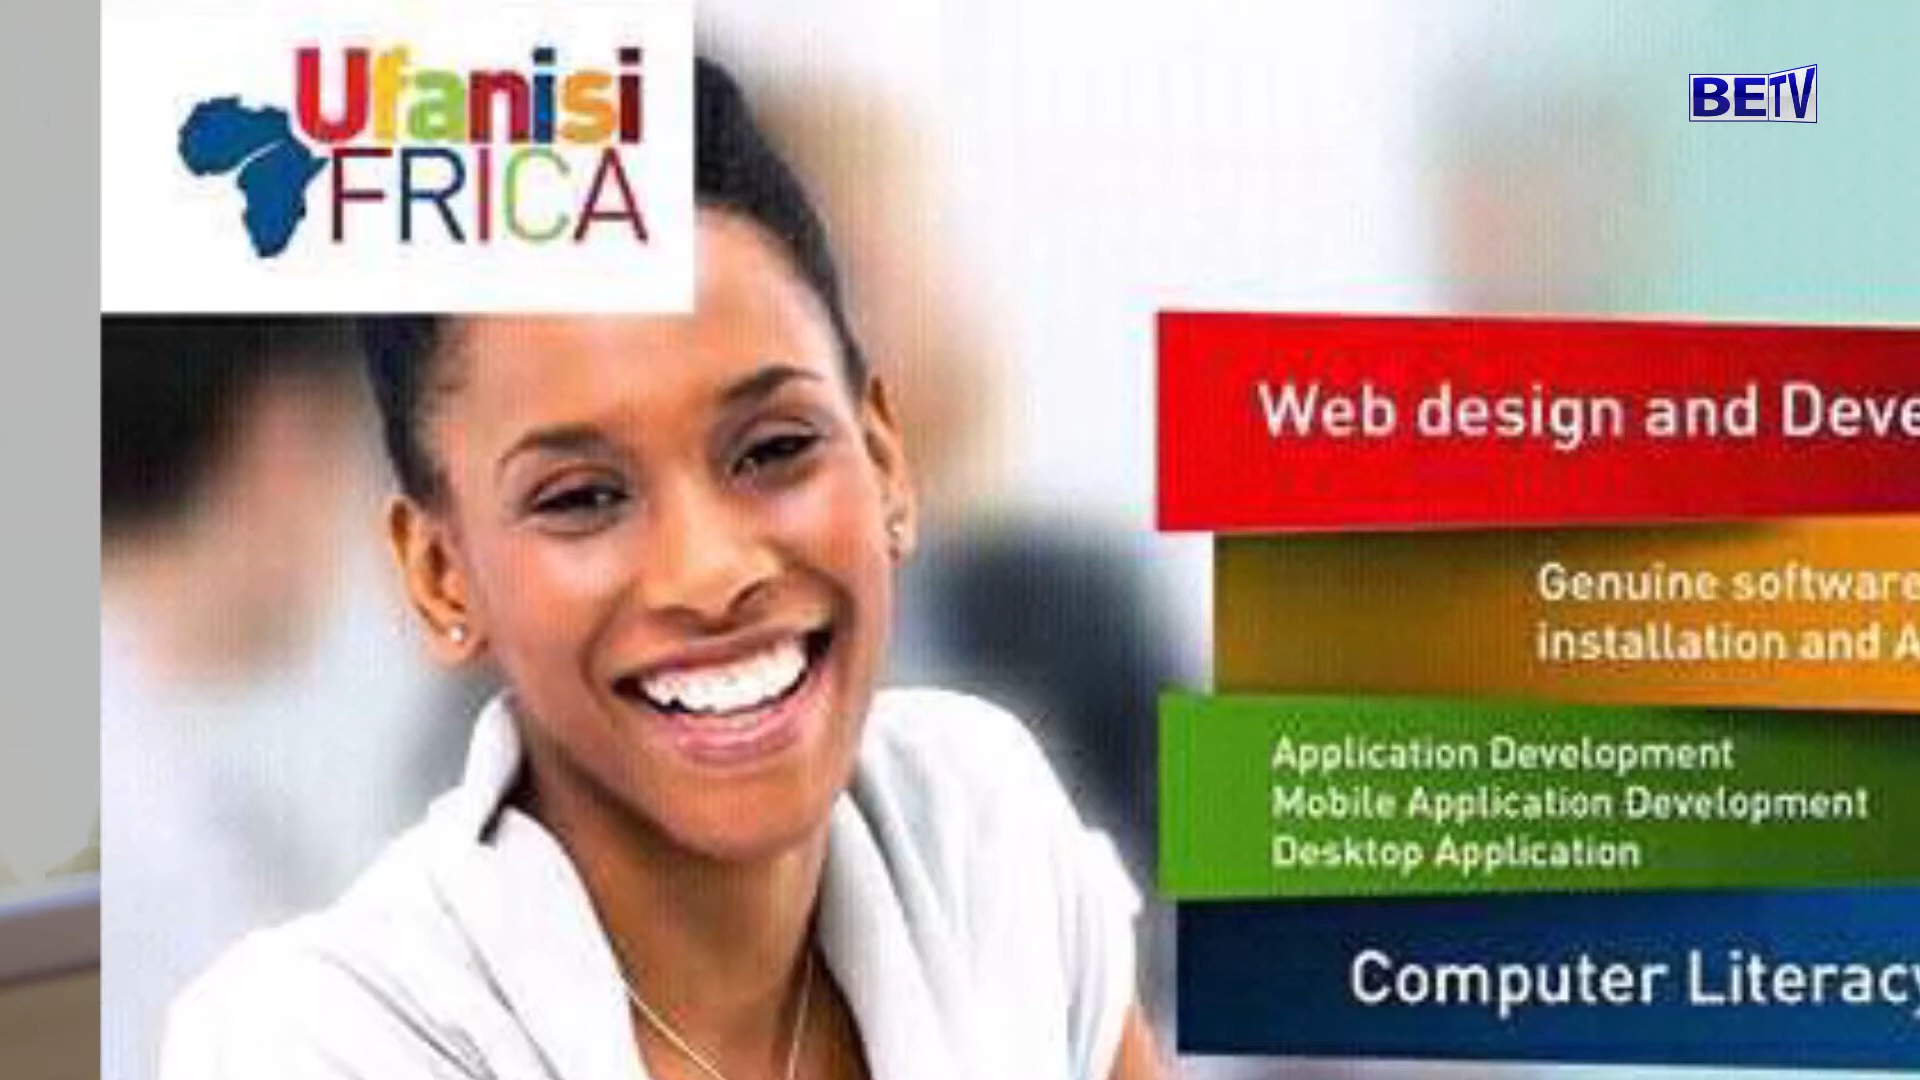 Ufanisi
FRICA
BETV
Web design and Deve
Genuine software
installation and A
Application Development
Mobile Application Development
Desktop Application
Computer Literacy